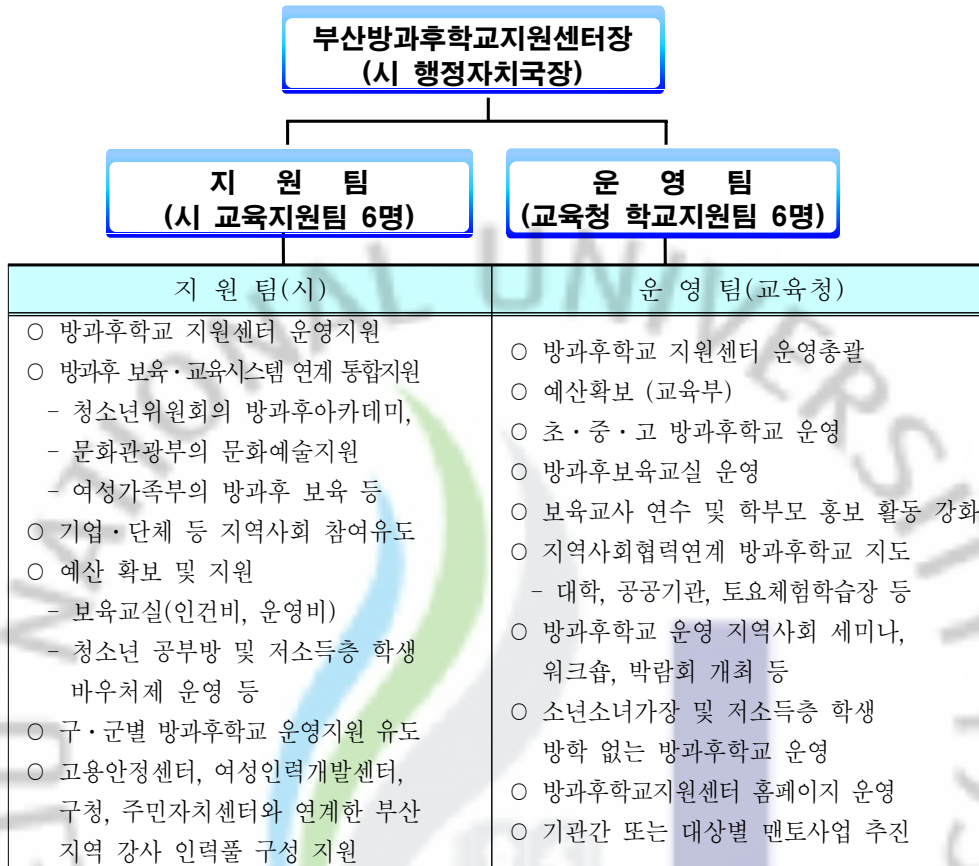 부산방과후학교지원센터장
(시 행정자치국장)
지 원 팀
(시 교육지원팀 6명)
운 영 팀
(교육청 학교지원팀 6명)
지 원 팀(시)
○ 방과후학교 지원센터 운영지원
○ 방과후 보육·교육시스템 연계 통합지원
- 청소년위원회의 방과후아카데미,
- 문화관광부의 문화예술지원
- 여성가족부의 방과후 보육 등
○ 기업·단체 등 지역사회 참여유도
○ 예산 확보 및 지원
- 보육교실(인건비, 운영비)
- 청소년 공부방 및 저소득층 학생
바우처제 운영 등
○ 구·군별 방과후학교 운영지원 유도
○ 고용안정센터, 여성인력개발센터,
구청, 주민자치센터와 연계한 부산
지역 강사 인력풀 구성 지원
운 영 팀(교육청)
○ 방과후학교 지원센터 운영총괄
○ 예산확보 (교육부)
○ 초·중·고 방과후학교 운영
○ 방과후보육교실 운영
○ 보육교사 연수 및 학부모 홍보 활동 강화
○ 지역사회협력연계 방과후학교 지도
- 대학, 공공기관, 토요체험학습장 등
○ 방과후학교 운영 지역사회 세미나,
워크숍, 박람회 개최 등
○ 소년소녀가장 및 저소득층 학생
방학 없는 방과후학교 운영
○ 방과후학교지원센터 홈페이지 운영
○ 기관간 또는 대상별 맨토사업 추진